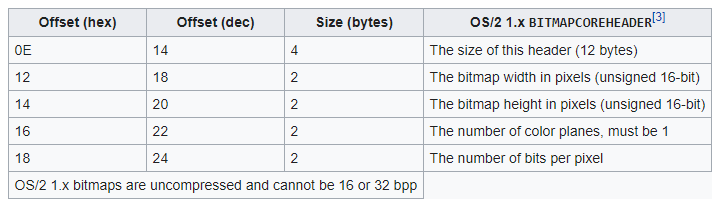 Offset (hex) Offset (dec) Size (bytes) OS/2 1.x BITMAPCOREHEADER[3]
0E 14 4 The size of this header (12 bytes)
12 18 2 The bitmap width in pixels (unsigned 16-bit)
14 20 2 The bitmap height in pixels (unsigned 16-bit)
16 22 2 The number of color planes, must be 1
18 24 2 The number of bits per pixel
OS/2 1.x bitmaps are uncompressed and cannot be 16 or 32 bpp